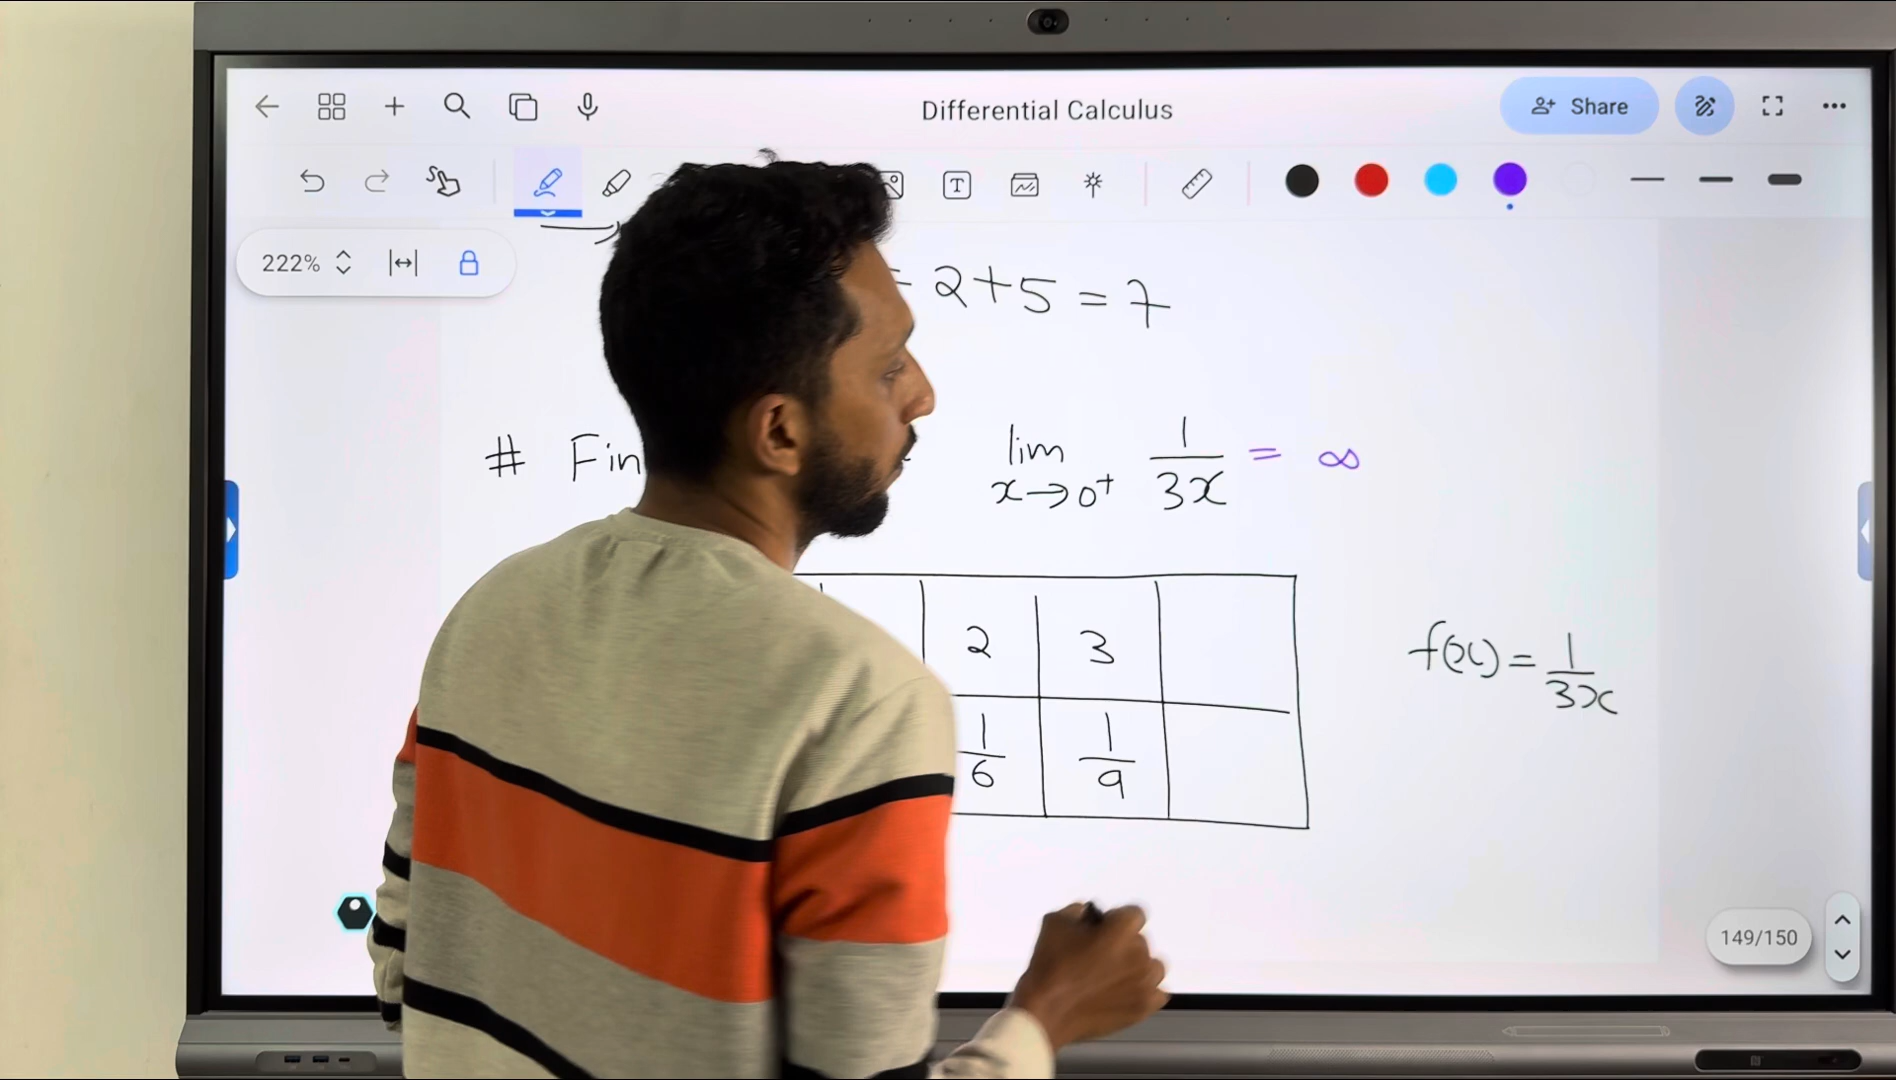 Differential Calculus
Share
222%
= 2+5 = 7
# Fin
lim x→0⁺ 1/3x = ∞
2 3
f(x) = 1/3x
1/6 1/9
149/150